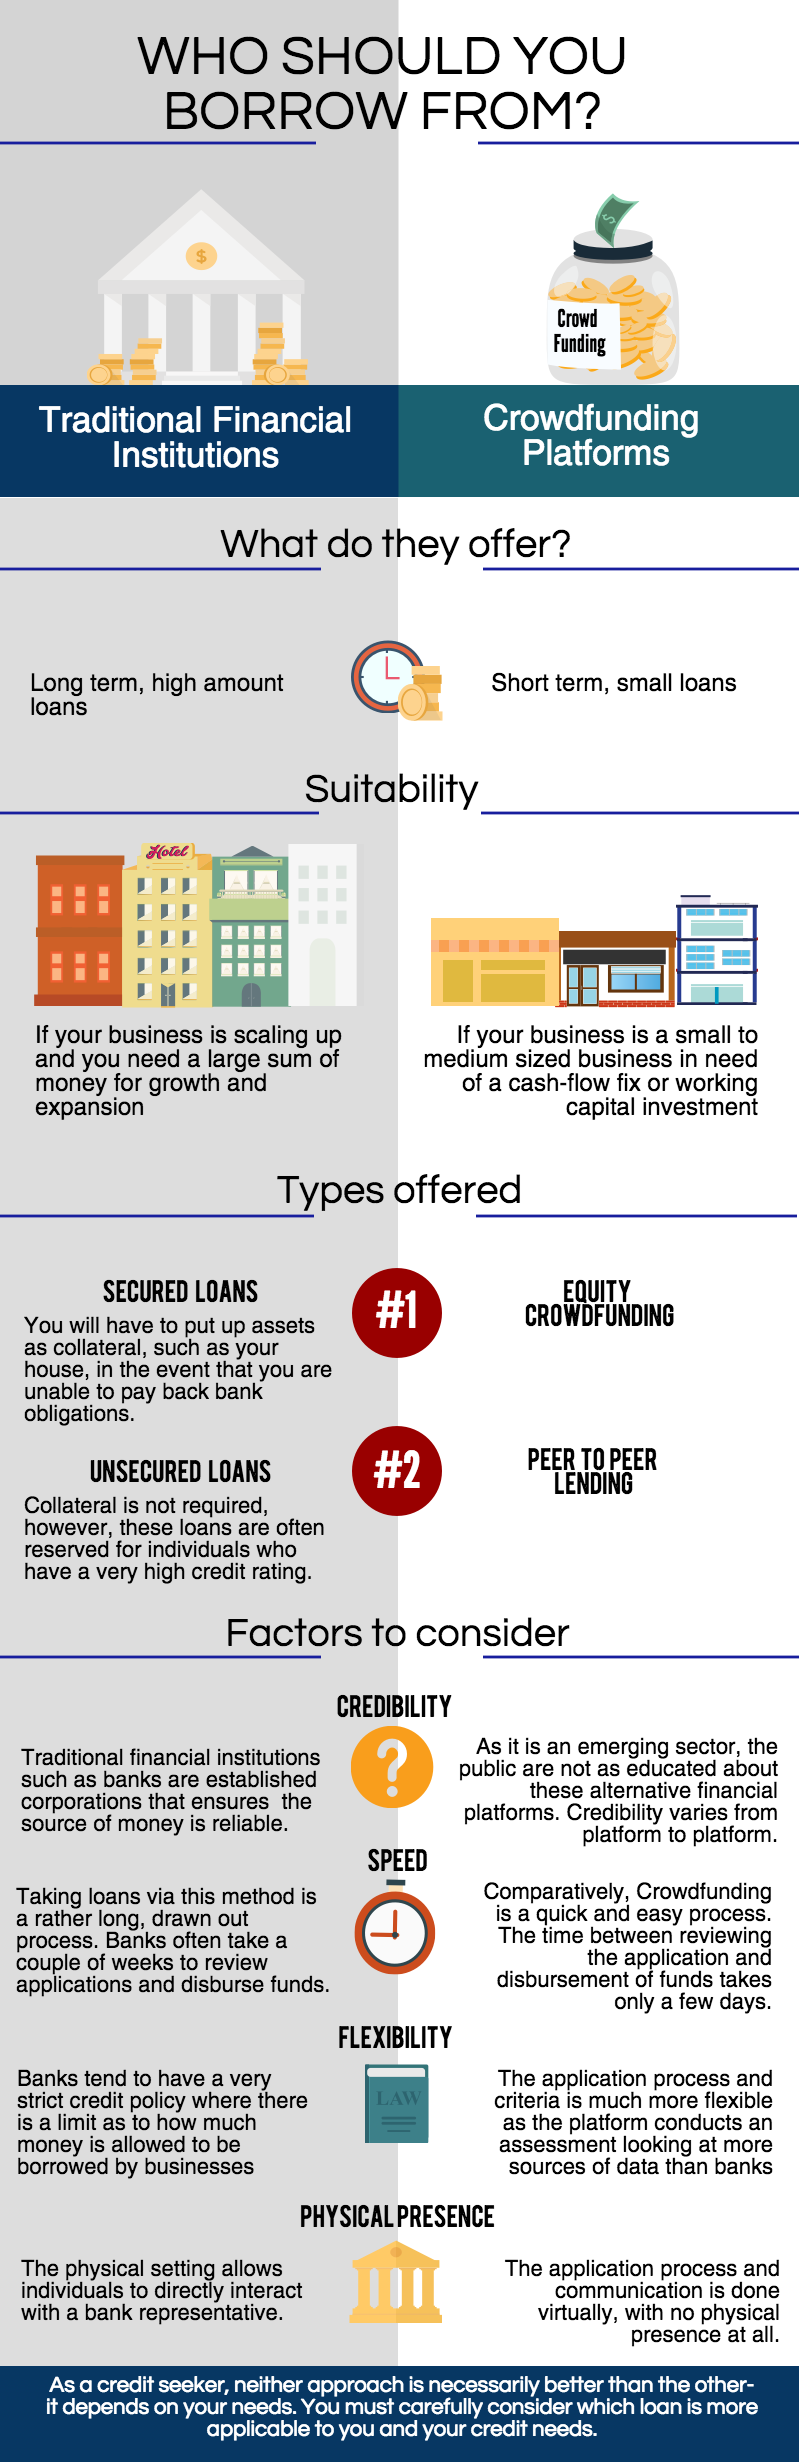 WHO SHOULD YOU
BORROW FROM?
$
$
Crowd
Funding
Traditional Financial
Institutions
Crowdfunding
Platforms
What do they offer?
Long term, high amount
loans
Short term, small loans
Suitability
Hotel
If your business is scaling up
and you need a large sum of
money for growth and
expansion
If your business is a small to
medium sized business in need
of a cash-flow fix or working
capital investment
Types offered
SECURED LOANS
You will have to put up assets
as collateral, such as your
house, in the event that you are
unable to pay back bank
obligations.
#1
EQUITY
CROWDFUNDING
UNSECURED LOANS
Collateral is not required,
however, these loans are often
reserved for individuals who
have a very high credit rating.
#2
PEER TO PEER
LENDING
Factors to consider
CREDIBILITY
Traditional financial institutions
such as banks are established
corporations that ensures  the
source of money is reliable.
?
As it is an emerging sector, the
public are not as educated about
these alternative financial
platforms. Credibility varies from
platform to platform.
SPEED
Taking loans via this method is
a rather long, drawn out
process. Banks often take a
couple of weeks to review
applications and disburse funds.
Comparatively, Crowdfunding
is a quick and easy process.
The time between reviewing
the application and
disbursement of funds takes
only a few days.
FLEXIBILITY
Banks tend to have a very
strict credit policy where there
is a limit as to how much
money is allowed to be
borrowed by businesses
LAW
The application process and
criteria is much more flexible
as the platform conducts an
assessment looking at more
sources of data than banks
PHYSICAL PRESENCE
The physical setting allows
individuals to directly interact
with a bank representative.
The application process and
communication is done
virtually, with no physical
presence at all.
As a credit seeker, neither approach is necessarily better than the other-
it depends on your needs. You must carefully consider which loan is more
applicable to you and your credit needs.